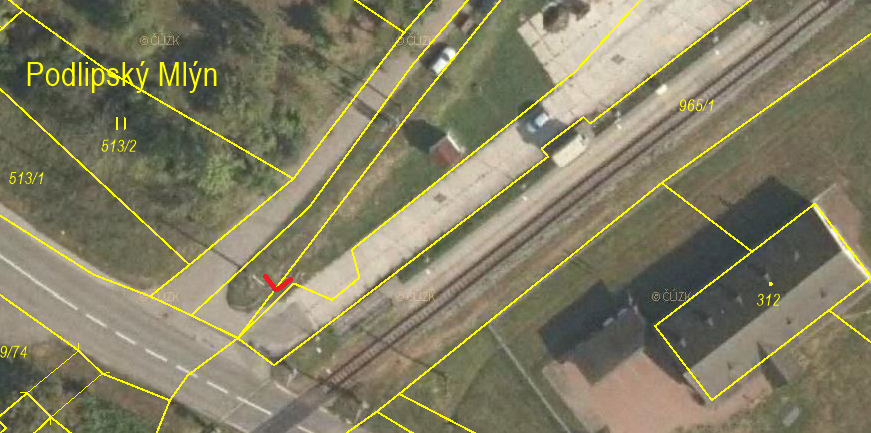 © ČÚZK
© ČÚZK
Podlipský Mlýn
965/1
513/2
513/1
© ČÚZK
© ČÚZK
© ČÚZK
312
9/74